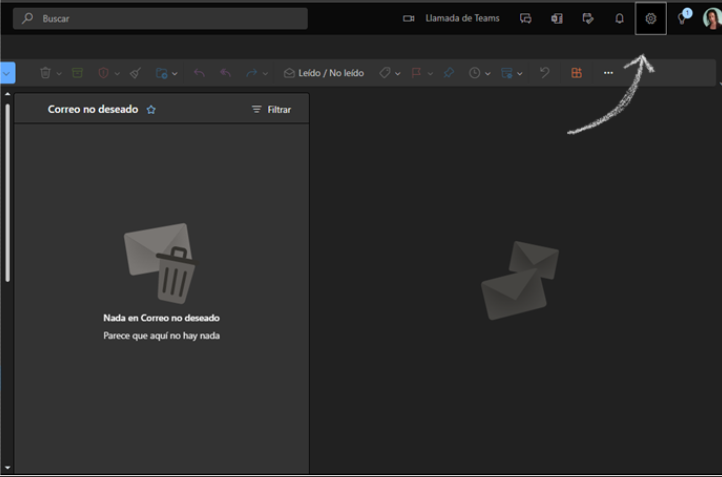 Buscar
Llamada de Teams
1
Leído / No leído
Correo no deseado
Filtrar
Nada en Correo no deseado
Parece que aquí no hay nada